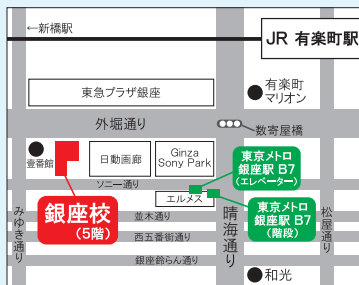 ←新橋駅
JR 有楽町駅
東急プラザ銀座
有楽町
マリオン
外堀通り
数寄屋橋
壹番館
日動画廊
Ginza
Sony Park
東京メトロ
銀座駅 B7
(エレベーター)
ソニー通り
エルメス
東京メトロ
銀座駅 B7
(階段)
銀座校
(5階)
並木通り
西五番街通り
銀座鈴らん通り
みゆき通り
晴海通り
松屋通り
和光